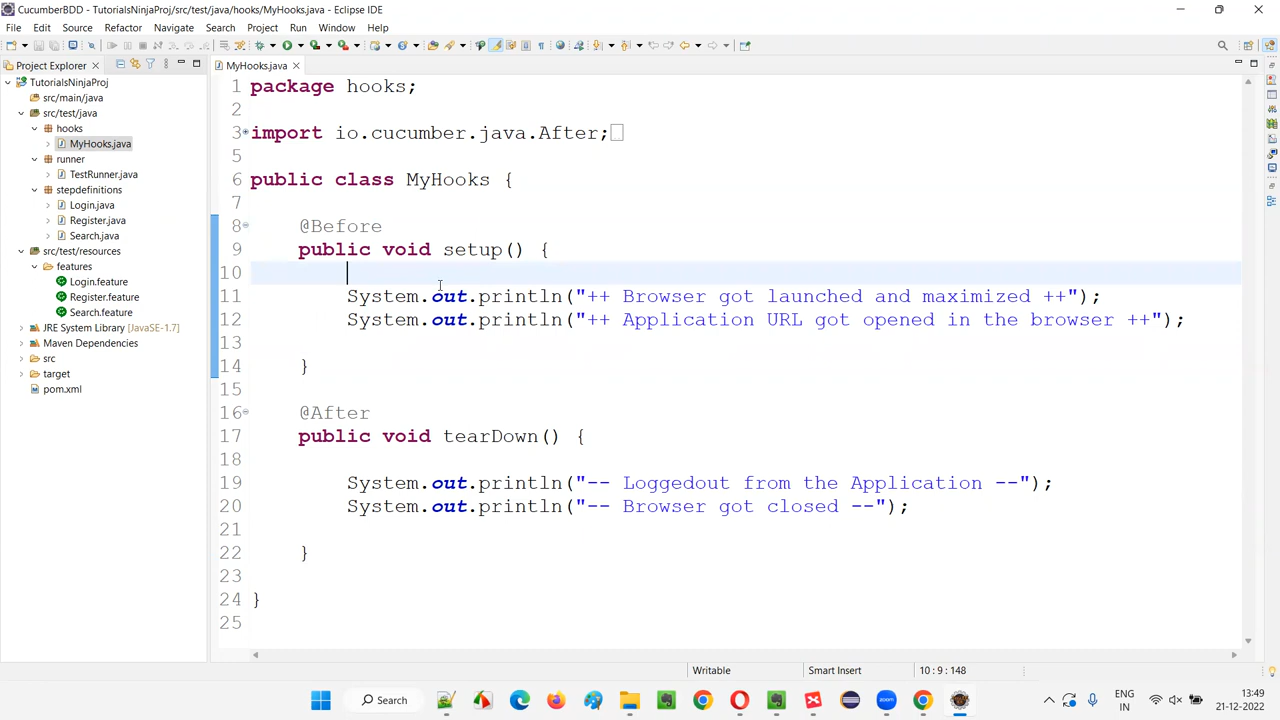 CucumberBDD - TutorialsNinjaProj/src/test/java/hooks/MyHooks.java - Eclipse IDE
File Edit Source Refactor Navigate Search Project Run Window Help
Project Explorer
MyHooks.java
TutorialsNinjaProj
src/main/java
src/test/java
hooks
MyHooks.java
runner
TestRunner.java
stepdefinitions
Login.java
Register.java
Search.java
src/test/resources
features
Login.feature
Register.feature
Search.feature
JRE System Library [JavaSE-1.7]
Maven Dependencies
src
target
pom.xml
1 package hooks;
2
3 import io.cucumber.java.After;
5
6 public class MyHooks {
7
8 @Before
9 public void setup() {
10
11 System.out.println("++ Browser got launched and maximized ++");
12 System.out.println("++ Application URL got opened in the browser ++");
13
14 }
15
16 @After
17 public void tearDown() {
18
19 System.out.println("-- Loggedout from the Application --");
20 System.out.println("-- Browser got closed --");
21
22 }
23
24 }
25
Writable Smart Insert 10 : 9 : 148
Search
ENG
IN
13:49
21-12-2022